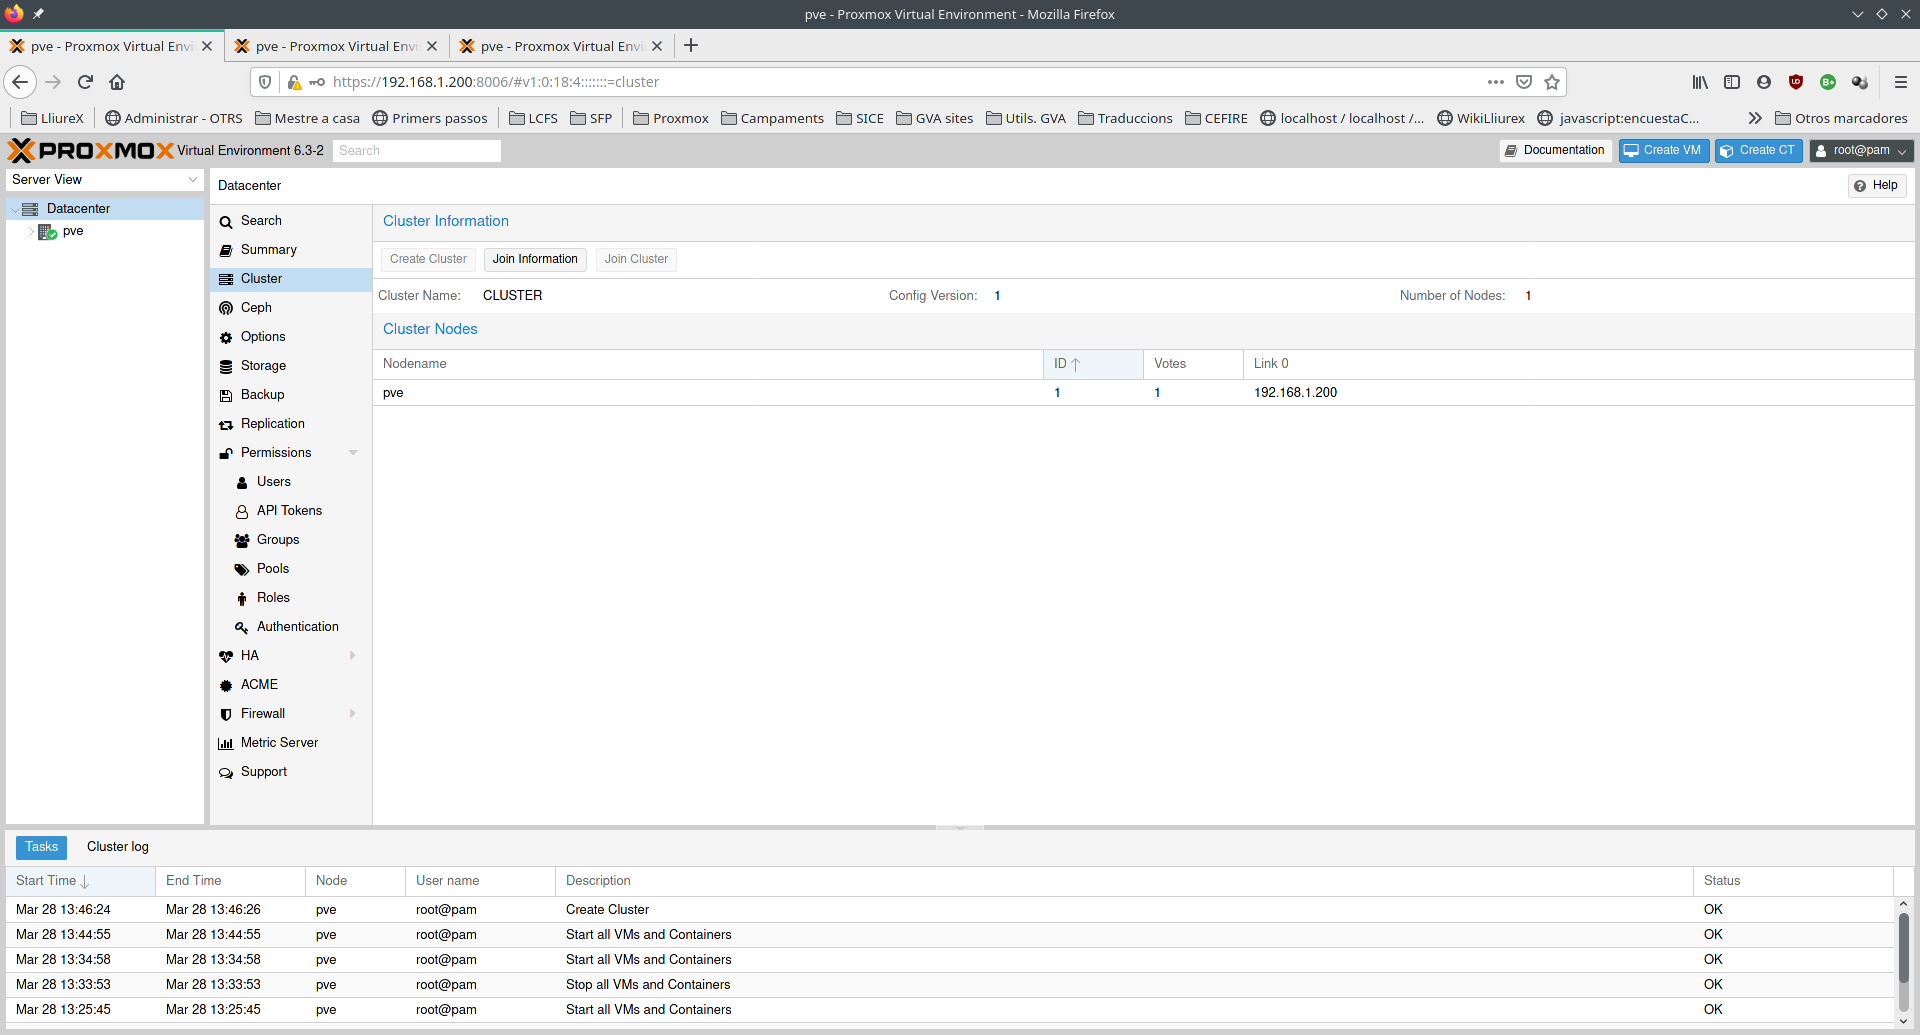 pve - Proxmox Virtual Environment - Mozilla Firefox
pve - Proxmox Virtual Envi
pve - Proxmox Virtual Envi
pve - Proxmox Virtual Envi
https://192.168.1.200:8006/#v1:0:18:4:::::::=cluster
LliureX Administrar - OTRS Mestre a casa Primers passos LCFS SFP Proxmox Campaments SICE GVA sites Utils. GVA Traduccions CEFIRE localhost / localhost /... WikiLliurex javascript:encuestaC... Otros marcadores
PROXMOX Virtual Environment 6.3-2 Search Documentation Create VM Create CT root@pam
Server View
Datacenter
pve
Datacenter Help
Search
Summary
Cluster
Ceph
Options
Storage
Backup
Replication
Permissions
Users
API Tokens
Groups
Pools
Roles
Authentication
HA
ACME
Firewall
Metric Server
Support
Cluster Information
Create Cluster Join Information Join Cluster
Cluster Name: CLUSTER Config Version: 1 Number of Nodes: 1
Cluster Nodes
Nodename ID Votes Link 0
pve 1 1 192.168.1.200
Tasks Cluster log
Start Time End Time Node User name Description Status
Mar 28 13:46:24 Mar 28 13:46:26 pve root@pam Create Cluster OK
Mar 28 13:44:55 Mar 28 13:44:55 pve root@pam Start all VMs and Containers OK
Mar 28 13:34:58 Mar 28 13:34:58 pve root@pam Start all VMs and Containers OK
Mar 28 13:33:53 Mar 28 13:33:53 pve root@pam Stop all VMs and Containers OK
Mar 28 13:25:45 Mar 28 13:25:45 pve root@pam Start all VMs and Containers OK